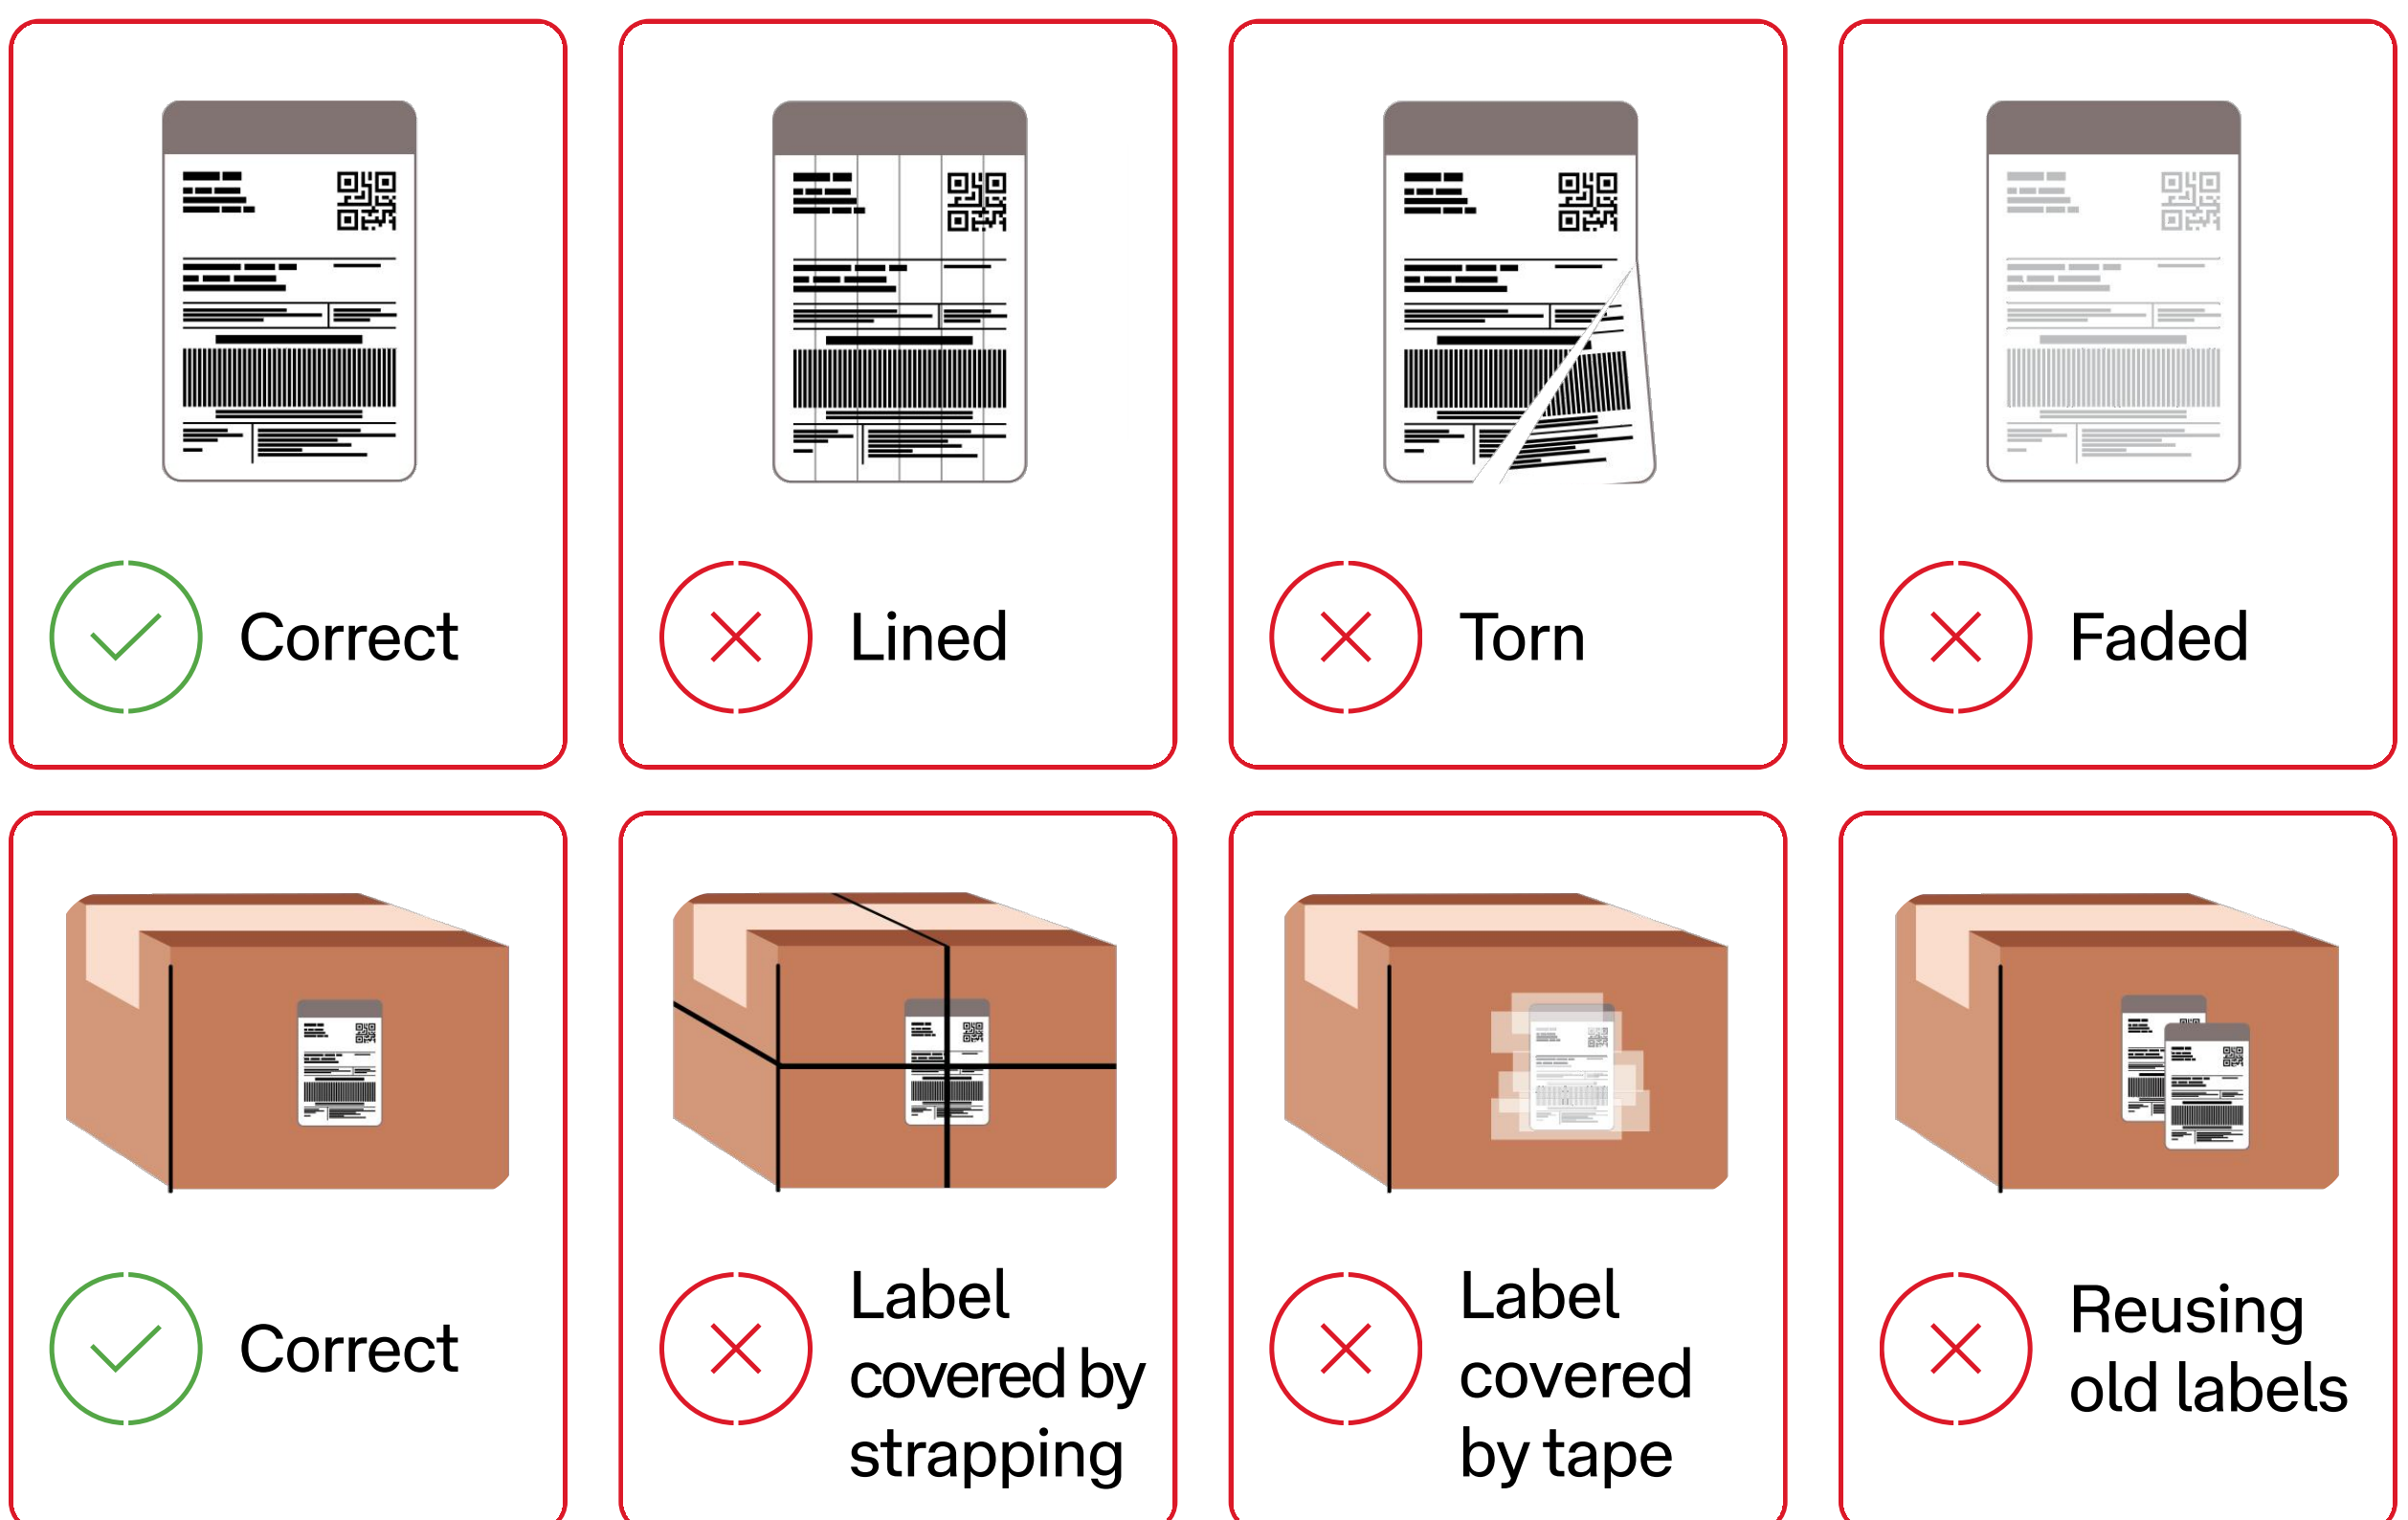 Correct
Lined
Torn
Faded
Correct
Label
covered by
strapping
Label
covered
by tape
Reusing
old labels